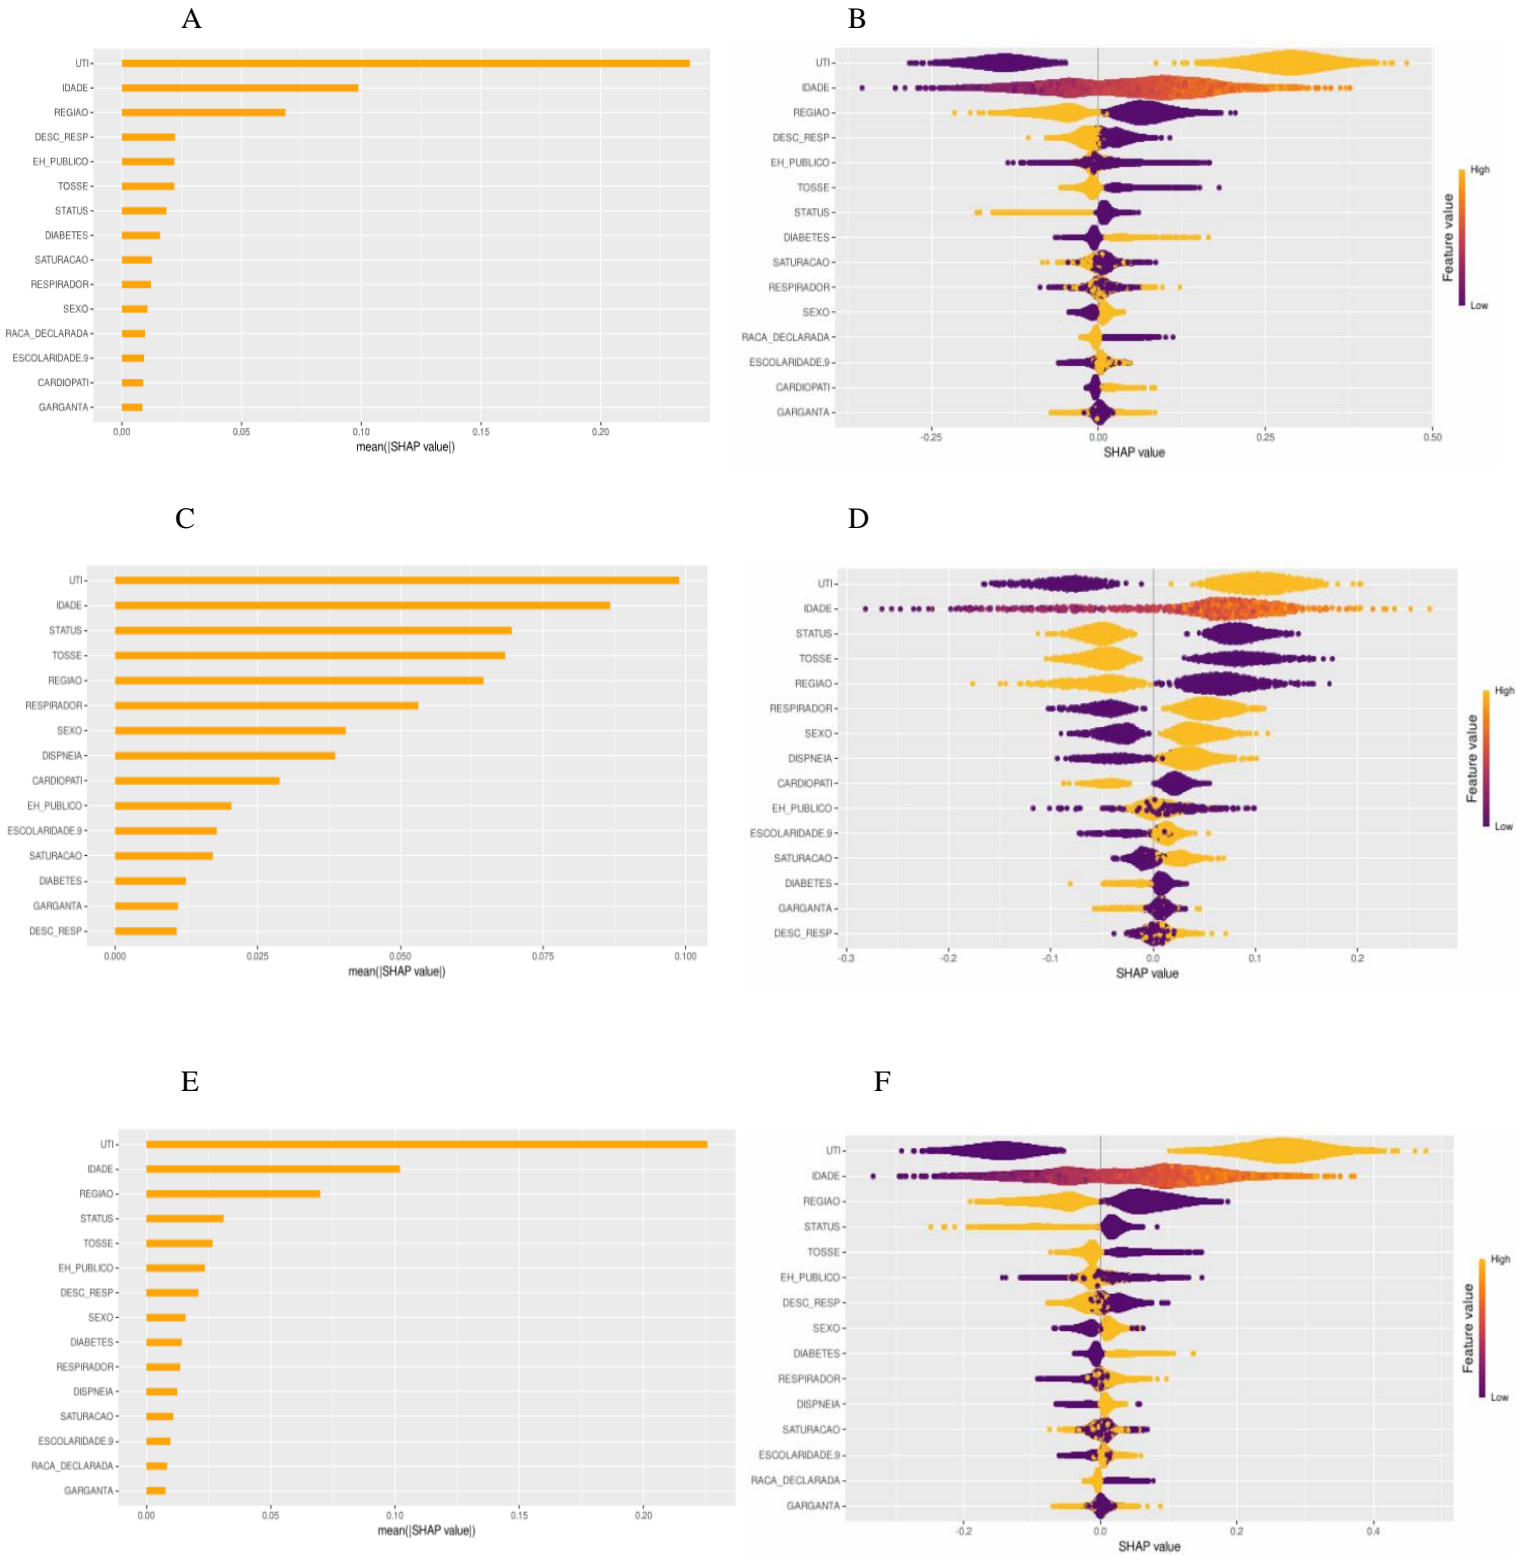 A
UTI
IDADE
REGIAO
DESC_RESP
EH_PUBLICO
TOSSE
STATUS
DIABETES
SATURACAO
RESPIRADOR
SEXO
RACA_DECLARADA
ESCOLARIDADE.9
CARDIOPATI
GARGANTA
0.00 0.05 0.10 0.15 0.20
mean(|SHAP value|)
B
UTI
IDADE
REGIAO
DESC_RESP
EH_PUBLICO
TOSSE
STATUS
DIABETES
SATURACAO
RESPIRADOR
SEXO
RACA_DECLARADA
ESCOLARIDADE.9
CARDIOPATI
GARGANTA
-0.25 0.00 0.25 0.50
SHAP value
Feature value
High
Low
C
UTI
IDADE
STATUS
TOSSE
REGIAO
RESPIRADOR
SEXO
DISPNEIA
CARDIOPATI
EH_PUBLICO
ESCOLARIDADE.9
SATURACAO
DIABETES
GARGANTA
DESC_RESP
0.000 0.025 0.050 0.075 0.100
mean(|SHAP value|)
D
UTI
IDADE
STATUS
TOSSE
REGIAO
RESPIRADOR
SEXO
DISPNEIA
CARDIOPATI
EH_PUBLICO
ESCOLARIDADE.9
SATURACAO
DIABETES
GARGANTA
DESC_RESP
-0.3 -0.2 -0.1 0.0 0.1 0.2
SHAP value
Feature value
High
Low
E
UTI
IDADE
REGIAO
STATUS
TOSSE
EH_PUBLICO
DESC_RESP
SEXO
DIABETES
RESPIRADOR
DISPNEIA
SATURACAO
ESCOLARIDADE.9
RACA_DECLARADA
GARGANTA
0.00 0.05 0.10 0.15 0.20
mean(|SHAP value|)
F
UTI
IDADE
REGIAO
STATUS
TOSSE
EH_PUBLICO
DESC_RESP
SEXO
DIABETES
RESPIRADOR
DISPNEIA
SATURACAO
ESCOLARIDADE.9
RACA_DECLARADA
GARGANTA
-0.2 0.0 0.2 0.4
SHAP value
Feature value
High
Low